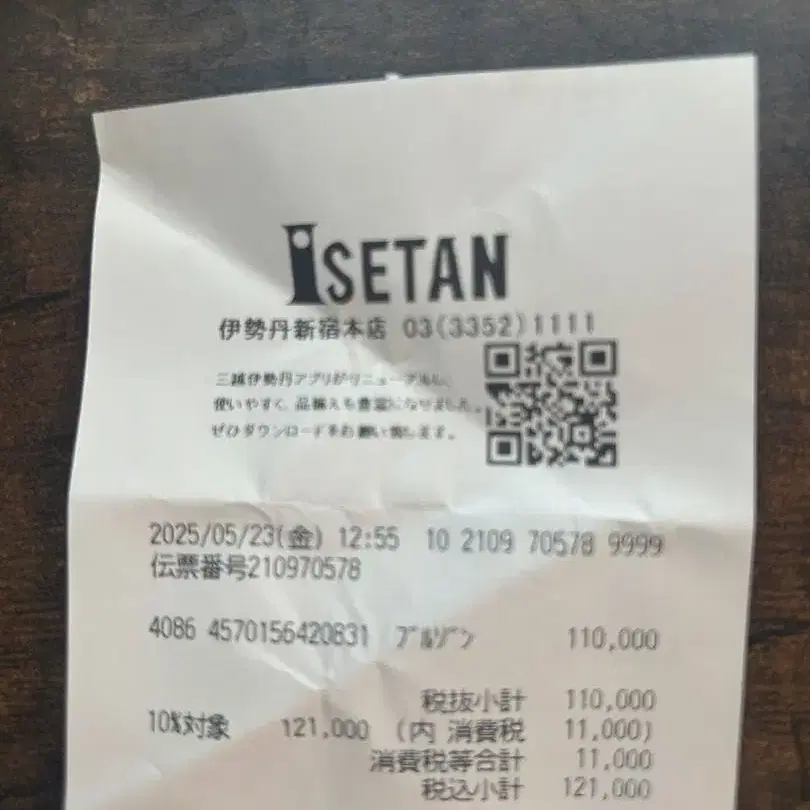 ISETAN
伊勢丹新宿本店 03(3352)1111
三越伊勢丹アプリがリニューアルし、
使いやすく、品揃えも豊富になりました。
ぜひダウンロードをお願い致します。
2025/05/23(金) 12:55 10 2109 70578 9999
伝票番号210970578
4086 4570156420831 ブルゾン 110,000
税抜小計 110,000
10%対象 121,000 (内 消費税 11,000)
消費税等合計 11,000
税込小計 121,000